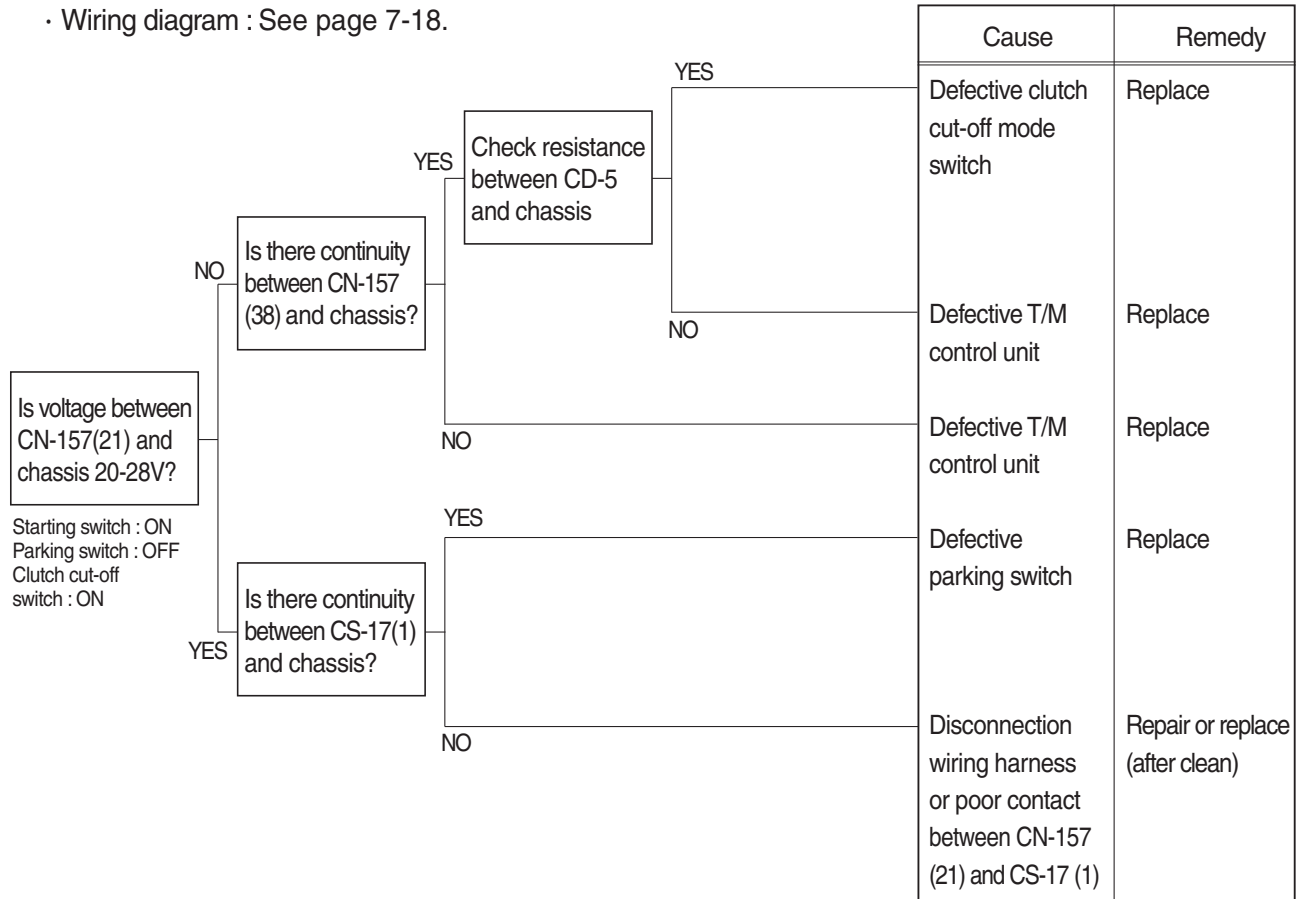 · Wiring diagram : See page 7-18.
Cause
Remedy
YES
Defective clutch
cut-off mode
switch
Replace
YES
Check resistance
between CD-5
and chassis
NO
Is there continuity
between CN-157
(38) and chassis?
NO
Defective T/M
control unit
Replace
Is voltage between
CN-157(21) and
chassis 20-28V?
Starting switch : ON
Parking switch : OFF
Clutch cut-off
switch : ON
NO
Defective T/M
control unit
Replace
YES
Defective
parking switch
Replace
YES
Is there continuity
between CS-17(1)
and chassis?
NO
Disconnection
wiring harness
or poor contact
between CN-157
(21) and CS-17 (1)
Repair or replace
(after clean)